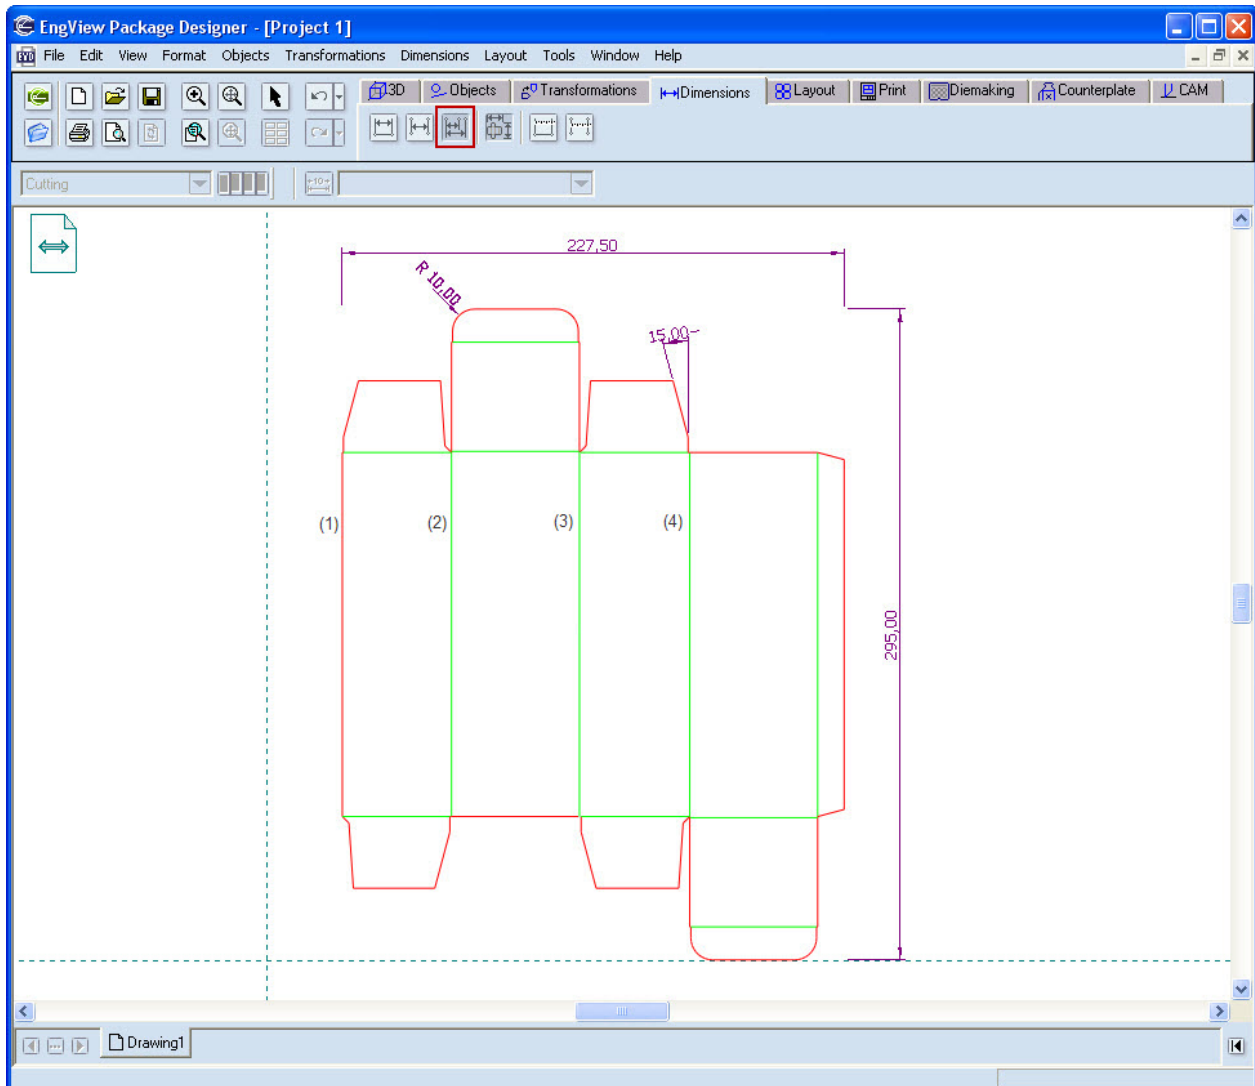 EngView Package Designer - [Project 1]
File Edit View Format Objects Transformations Dimensions Layout Tools Window Help
3D Objects Transformations Dimensions Layout Print Diemaking Counterplate CAM
Cutting
+10+
227,50
R 10,00
15,00~
(1) (2) (3) (4)
295,00
Drawing1